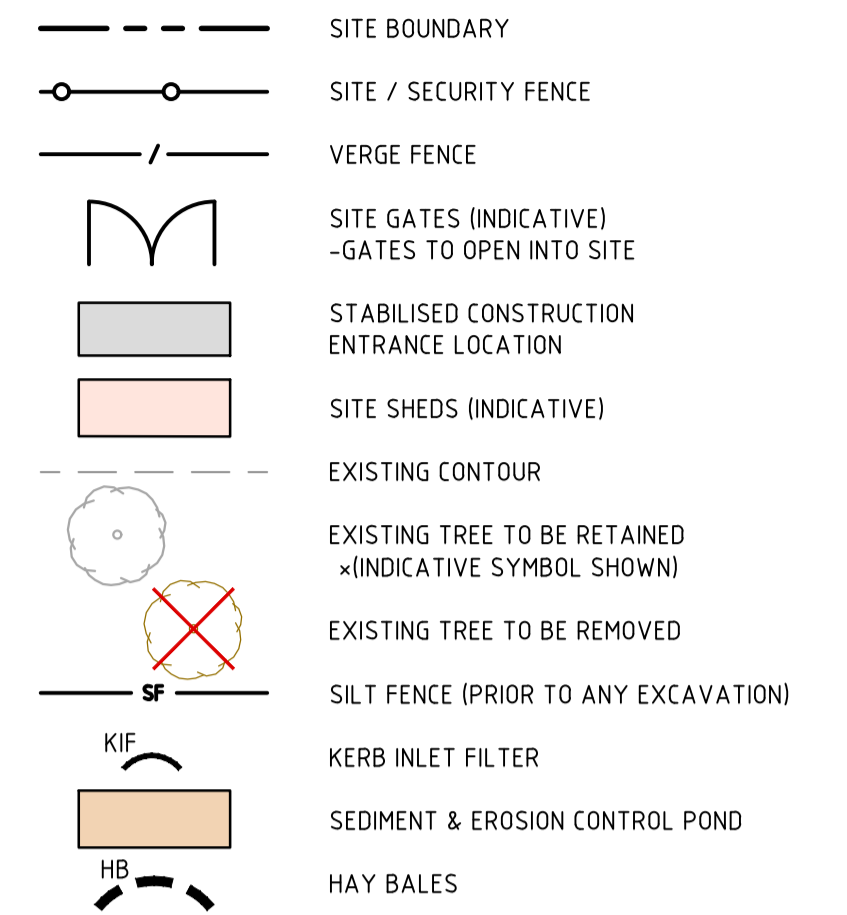 SITE BOUNDARY
SITE / SECURITY FENCE
VERGE FENCE
SITE GATES (INDICATIVE)
-GATES TO OPEN INTO SITE
STABILISED CONSTRUCTION
ENTRANCE LOCATION
SITE SHEDS (INDICATIVE)
EXISTING CONTOUR
EXISTING TREE TO BE RETAINED
×(INDICATIVE SYMBOL SHOWN)
EXISTING TREE TO BE REMOVED
SF SILT FENCE (PRIOR TO ANY EXCAVATION)
KIF KERB INLET FILTER
SEDIMENT & EROSION CONTROL POND
HB HAY BALES